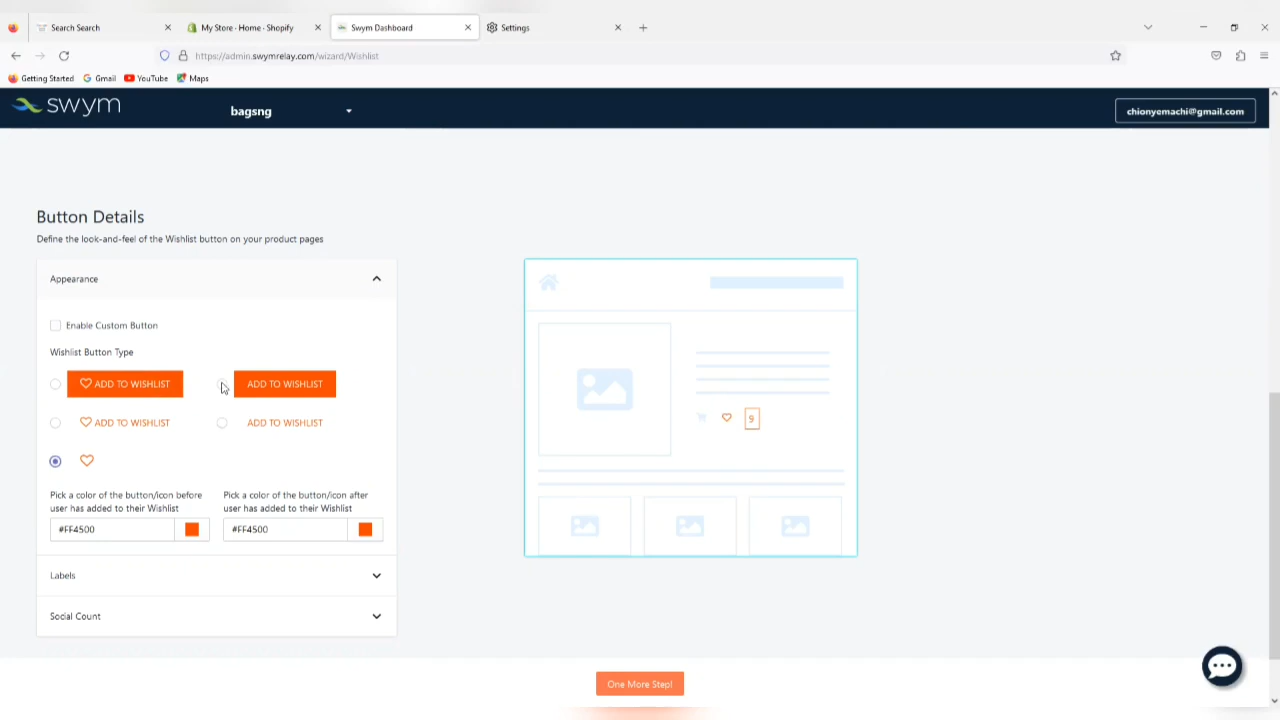 Search Search
My Store · Home · Shopify
Swym Dashboard
Settings
https://admin.swymrelay.com/wizard/Wishlist
Getting Started
Gmail
YouTube
Maps
swym
bagsng
chionyemachi@gmail.com
Button Details
Define the look-and-feel of the Wishlist button on your product pages
Appearance
Enable Custom Button
Wishlist Button Type
ADD TO WISHLIST
ADD TO WISHLIST
ADD TO WISHLIST
ADD TO WISHLIST
9
Pick a color of the button/icon before
user has added to their Wishlist
Pick a color of the button/icon after
user has added to their Wishlist
#FF4500
#FF4500
Labels
Social Count
One More Step!